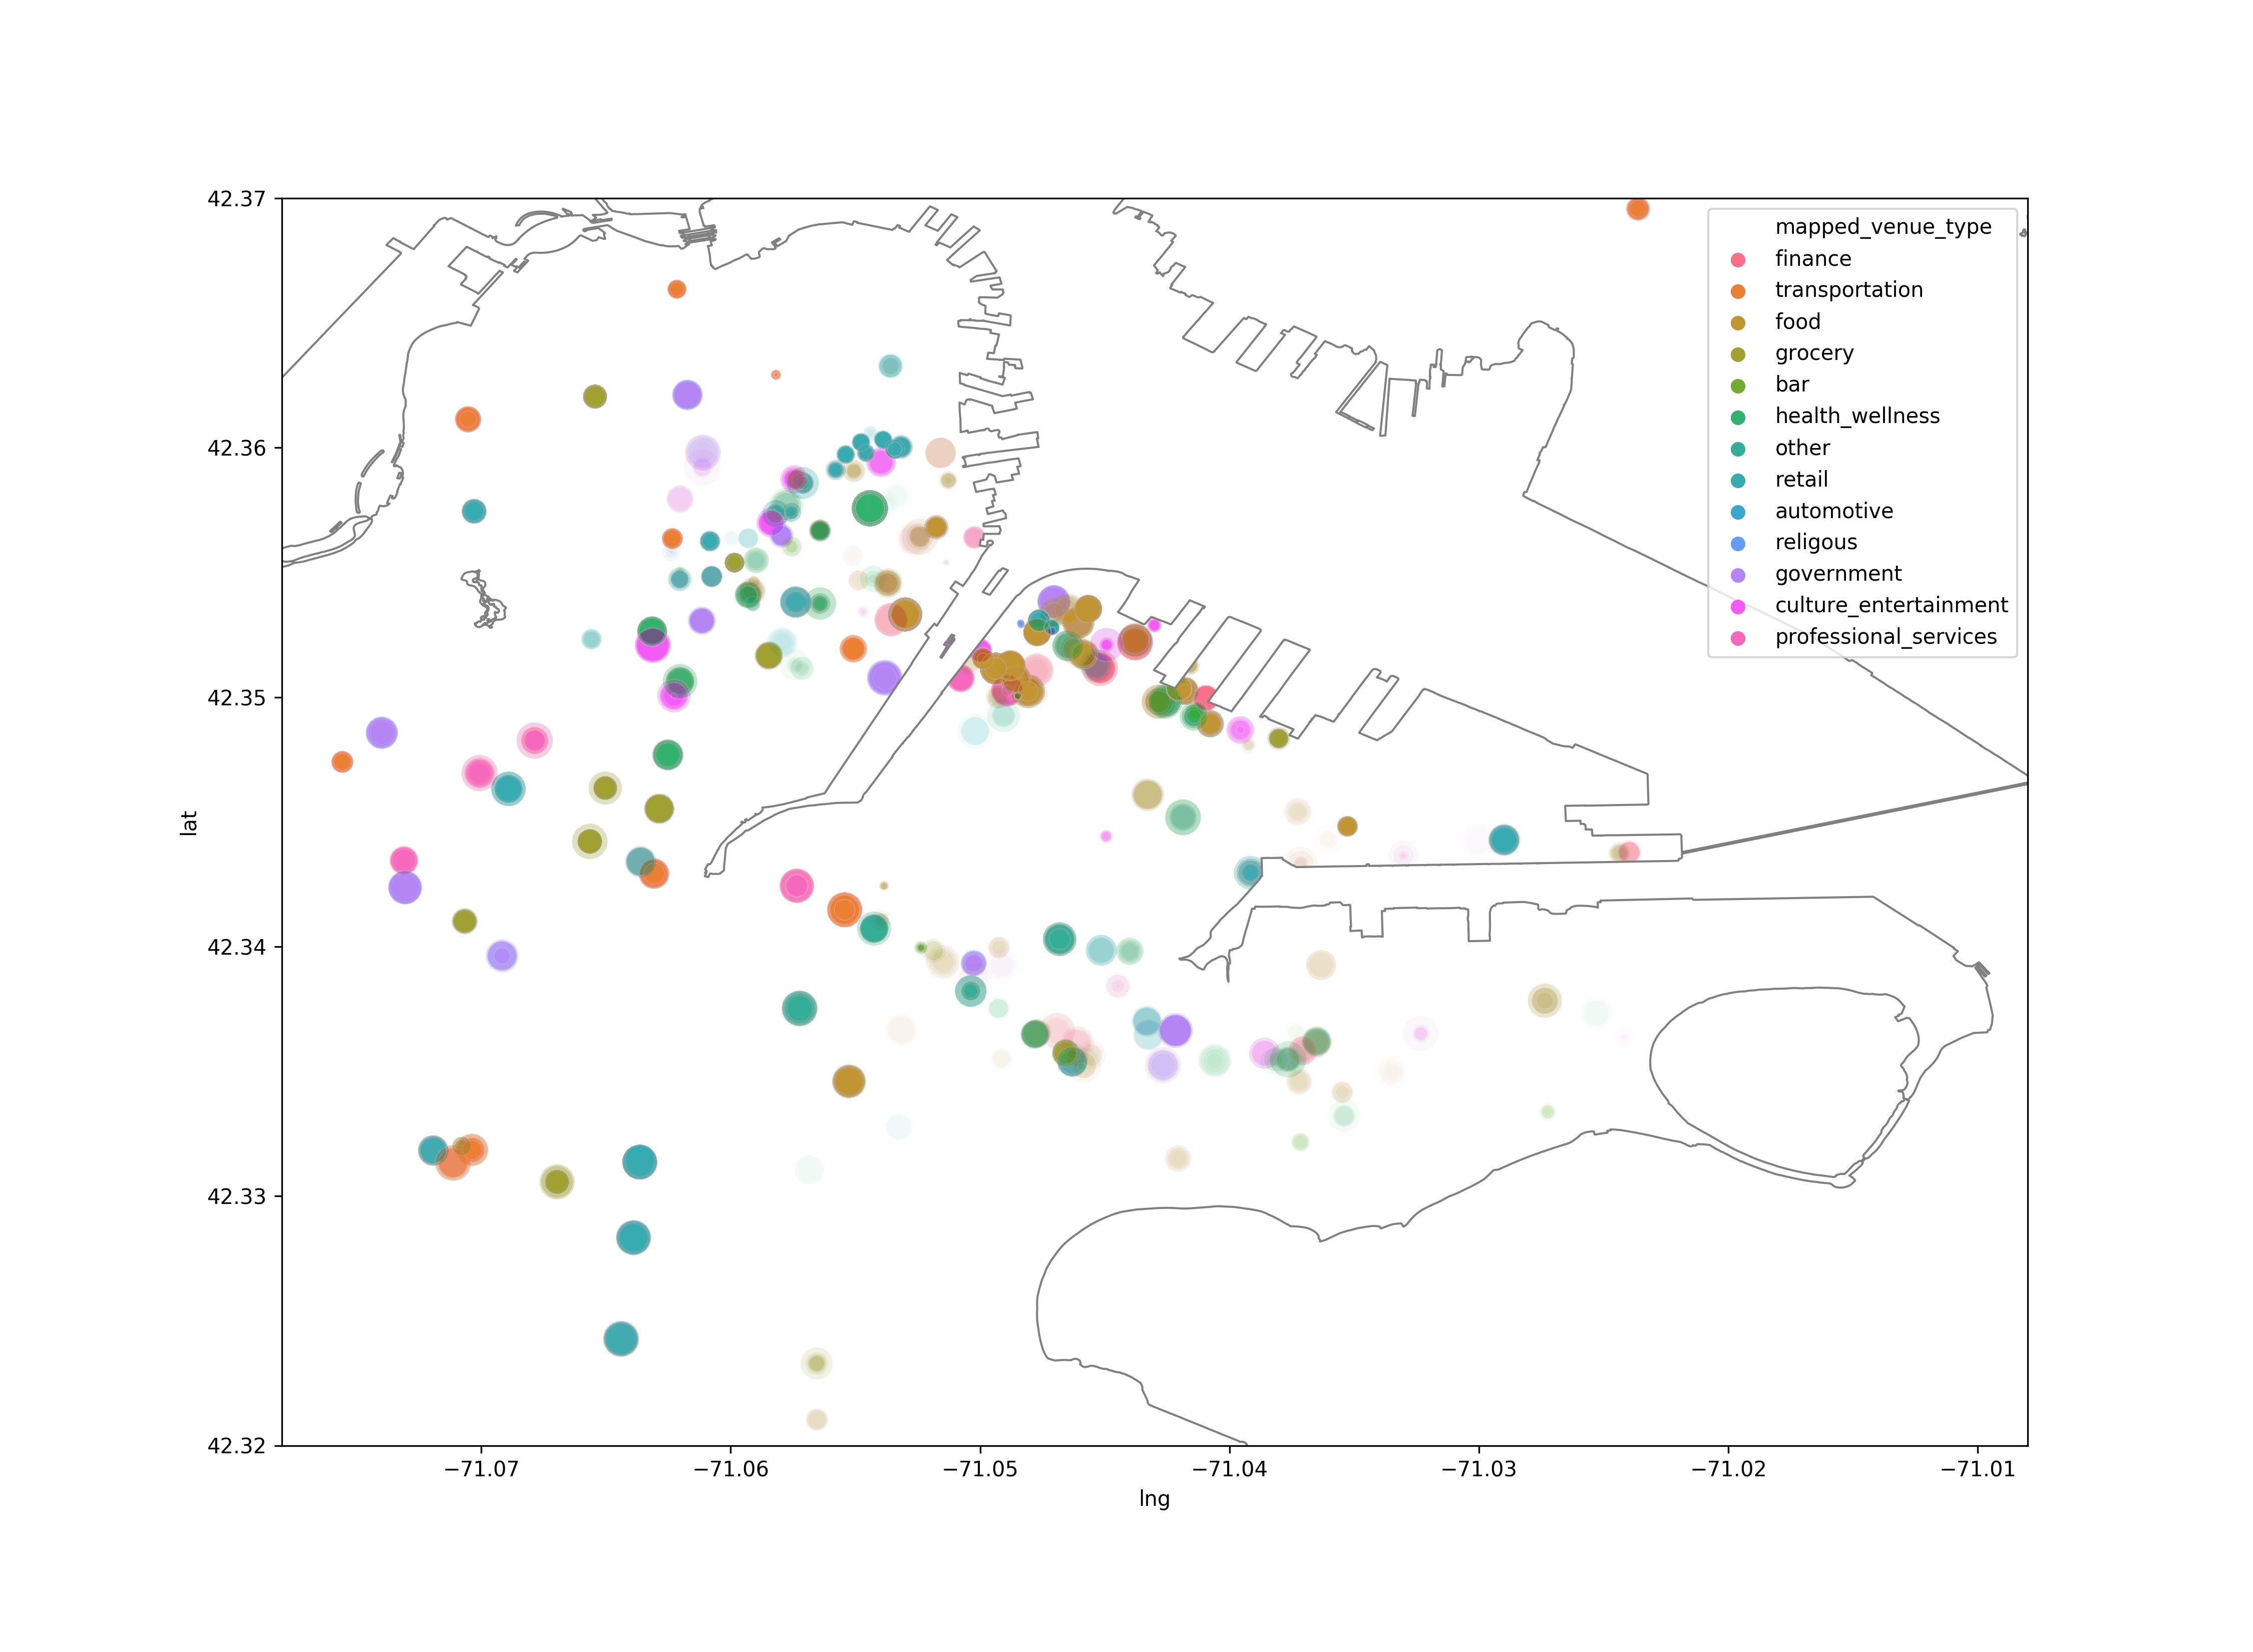 42.37
42.36
42.35
42.34
42.33
42.32
lat
−71.07
−71.06
−71.05
−71.04
−71.03
−71.02
−71.01
lng
mapped_venue_type
finance
transportation
food
grocery
bar
health_wellness
other
retail
automotive
religous
government
culture_entertainment
professional_services